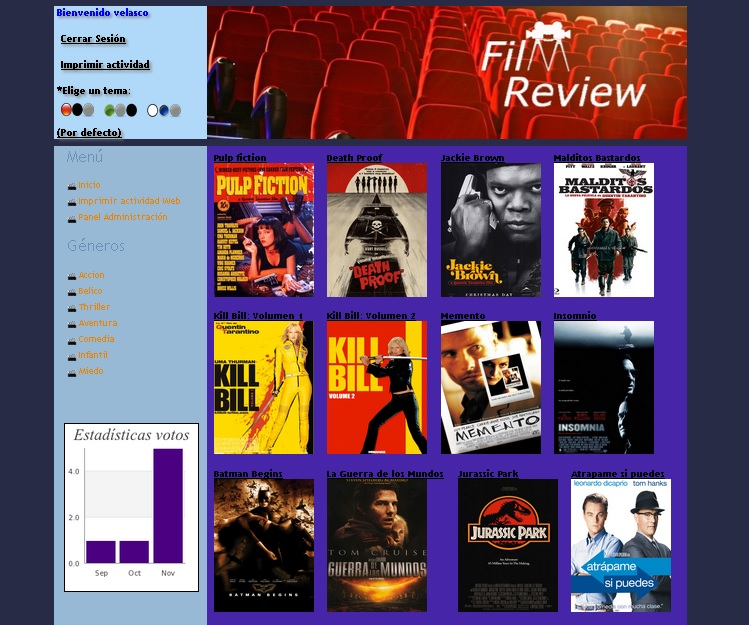 Bienvenido velasco
Cerrar Sesión
Imprimir actividad
*Elige un tema:
(Por defecto)
Film
Review
Menú
Inicio
Imprimir actividad Web
Panel Administración
Géneros
Accion
Belico
Thriller
Aventura
Comedia
Infantil
Miedo
Estadísticas votos
4.0
2.0
0.0
Sep Oct Nov
Pulp fiction Death Proof Jackie Brown Malditos Bastardos
PULP FICTION
DEATH PROOF
Jackie Brown
CHRISTMAS DAY
MALDITOS BASTARDOS
Kill Bill: Volumen 1 Kill Bill: Volumen 2 Memento Insomnio
Quentin Tarantino
UMA THURMAN
KILL BILL
KILL BILL
VOLUME 2
MEMENTO
INSOMNIA
Batman Begins La Guerra de los Mundos Jurassic Park Atrapame si puedes
BATMAN BEGINS
TOM CRUISE
GUERRA DE LOS MUNDOS
JURASSIC PARK
leonardo dicaprio tom hanks
atrápame
si puedes